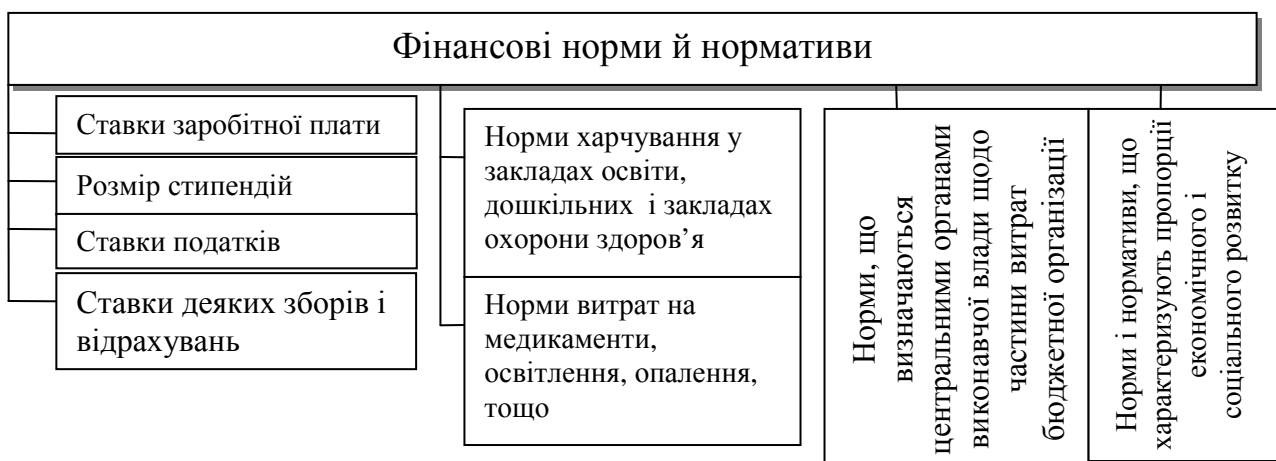 Фінансові норми й нормативи
Ставки заробітної плати
Розмір стипендій
Ставки податків
Ставки деяких зборів і
відрахувань
Норми харчування у
закладах освіти,
дошкільних і закладах
охорони здоров’я
Норми витрат на
медикаменти,
освітлення, опалення,
тощо
Норми, що
визначаються
центральними органами
виконавчої влади щодо
частини витрат
бюджетної організації
Норми і нормативи, що
характеризують пропорції
економічного і
соціального розвитку